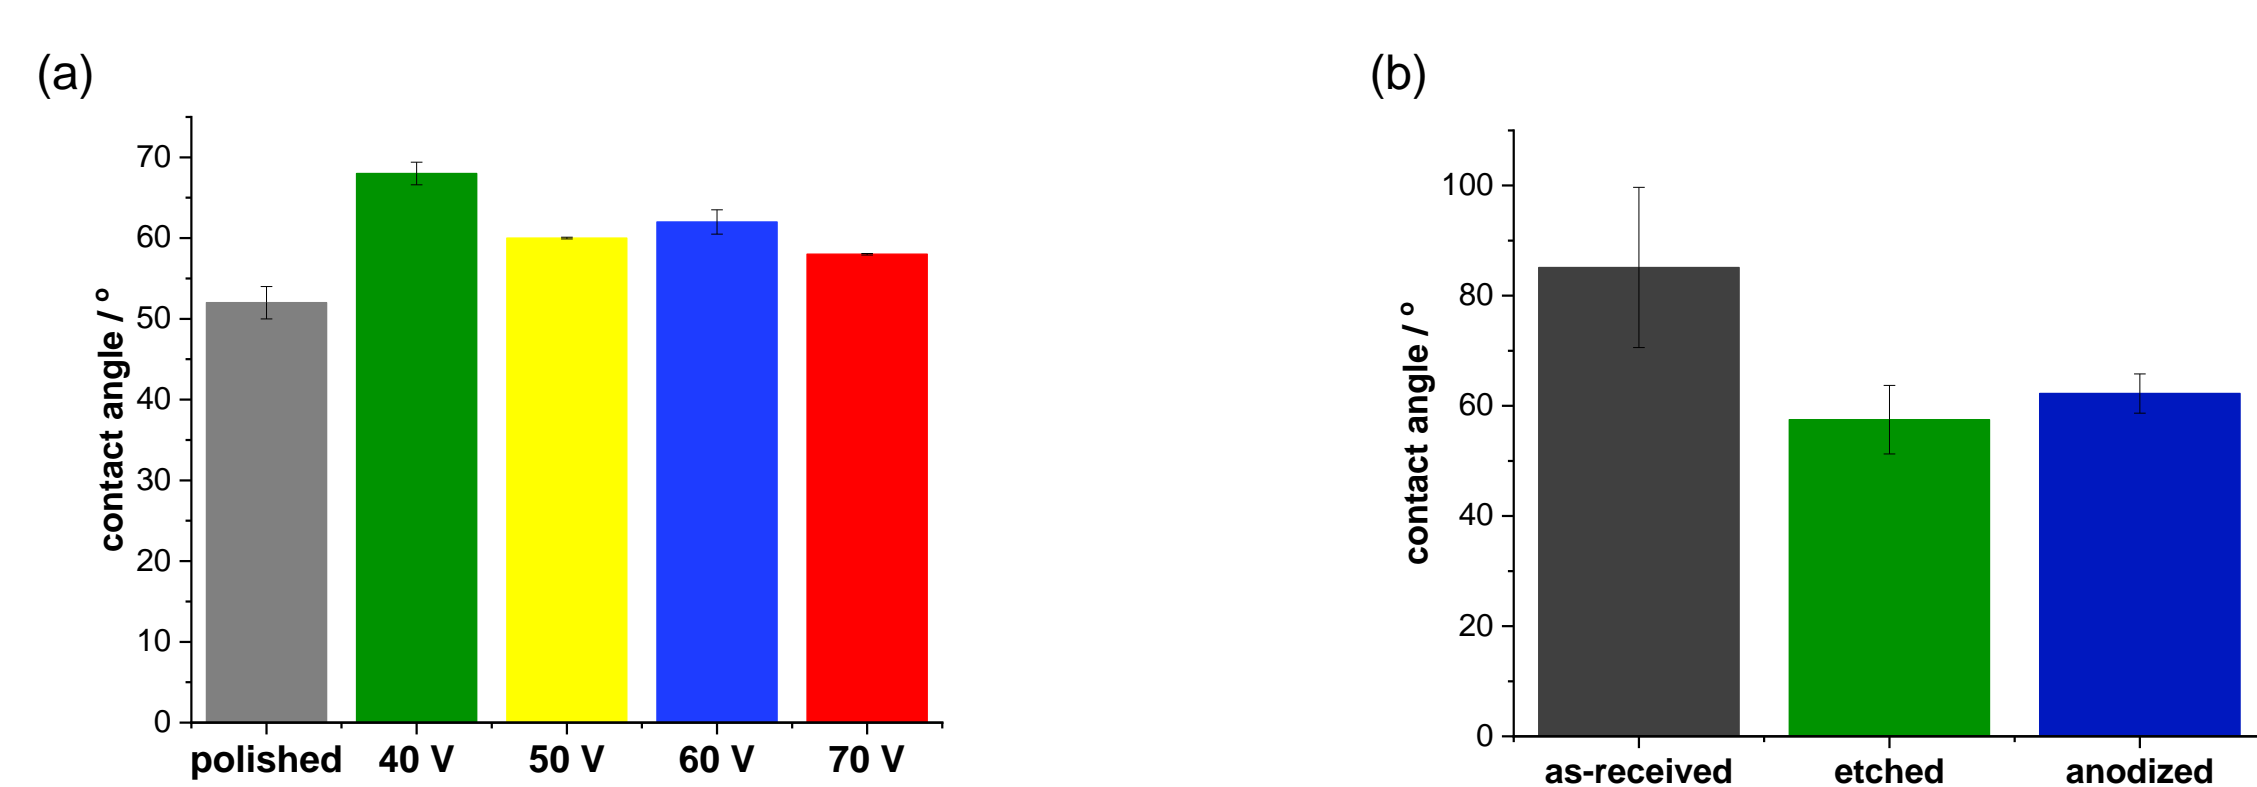 (a)
contact angle / º
70
60
50
40
30
20
10
0
polished 40 V 50 V 60 V 70 V
(b)
contact angle / º
100
80
60
40
20
0
as-received etched anodized